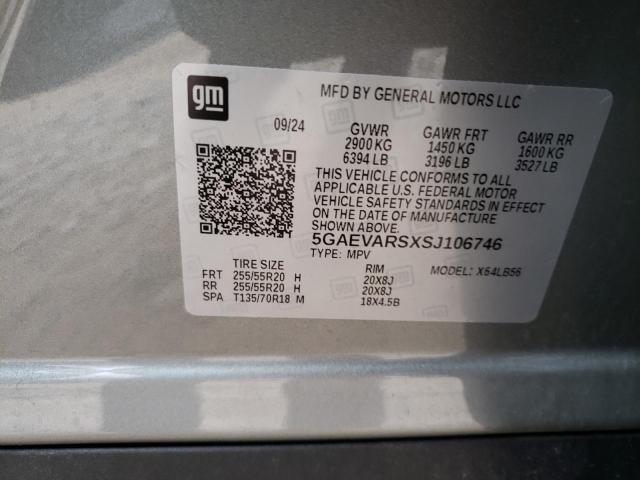 gm
MFD BY GENERAL MOTORS LLC
09/24 GVWR GAWR FRT GAWR RR
2900 KG 1450 KG 1600 KG
6394 LB 3196 LB 3527 LB
THIS VEHICLE CONFORMS TO ALL
APPLICABLE U.S. FEDERAL MOTOR
VEHICLE SAFETY STANDARDS IN EFFECT
ON THE DATE OF MANUFACTURE
SHOWN ABOVE.
5GAEVARSXSJ106746
TYPE: MPV MODEL: X64LB56
TIRE SIZE RIM
FRT 255/55R20 H 20X8J
RR 255/55R20 H 20X8J
SPA T135/70R18 M 18X4.5B